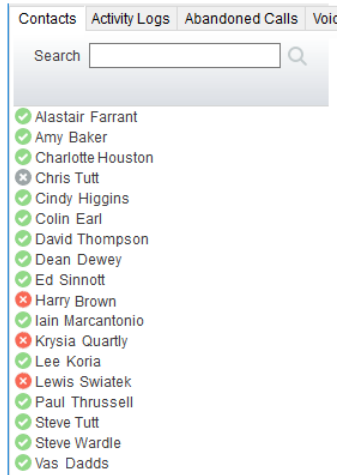 Contacts Activity Logs Abandoned Calls
Search
Alastair Farrant
Amy Baker
Charlotte Houston
Chris Tutt
Cindy Higgins
Colin Earl
David Thompson
Dean Dewey
Ed Sinnott
Harry Brown
Iain Marcantonio
Krysia Quartly
Lee Koria
Lewis Swiatek
Paul Thrussell
Steve Tutt
Steve Wardle
Vas Dadds